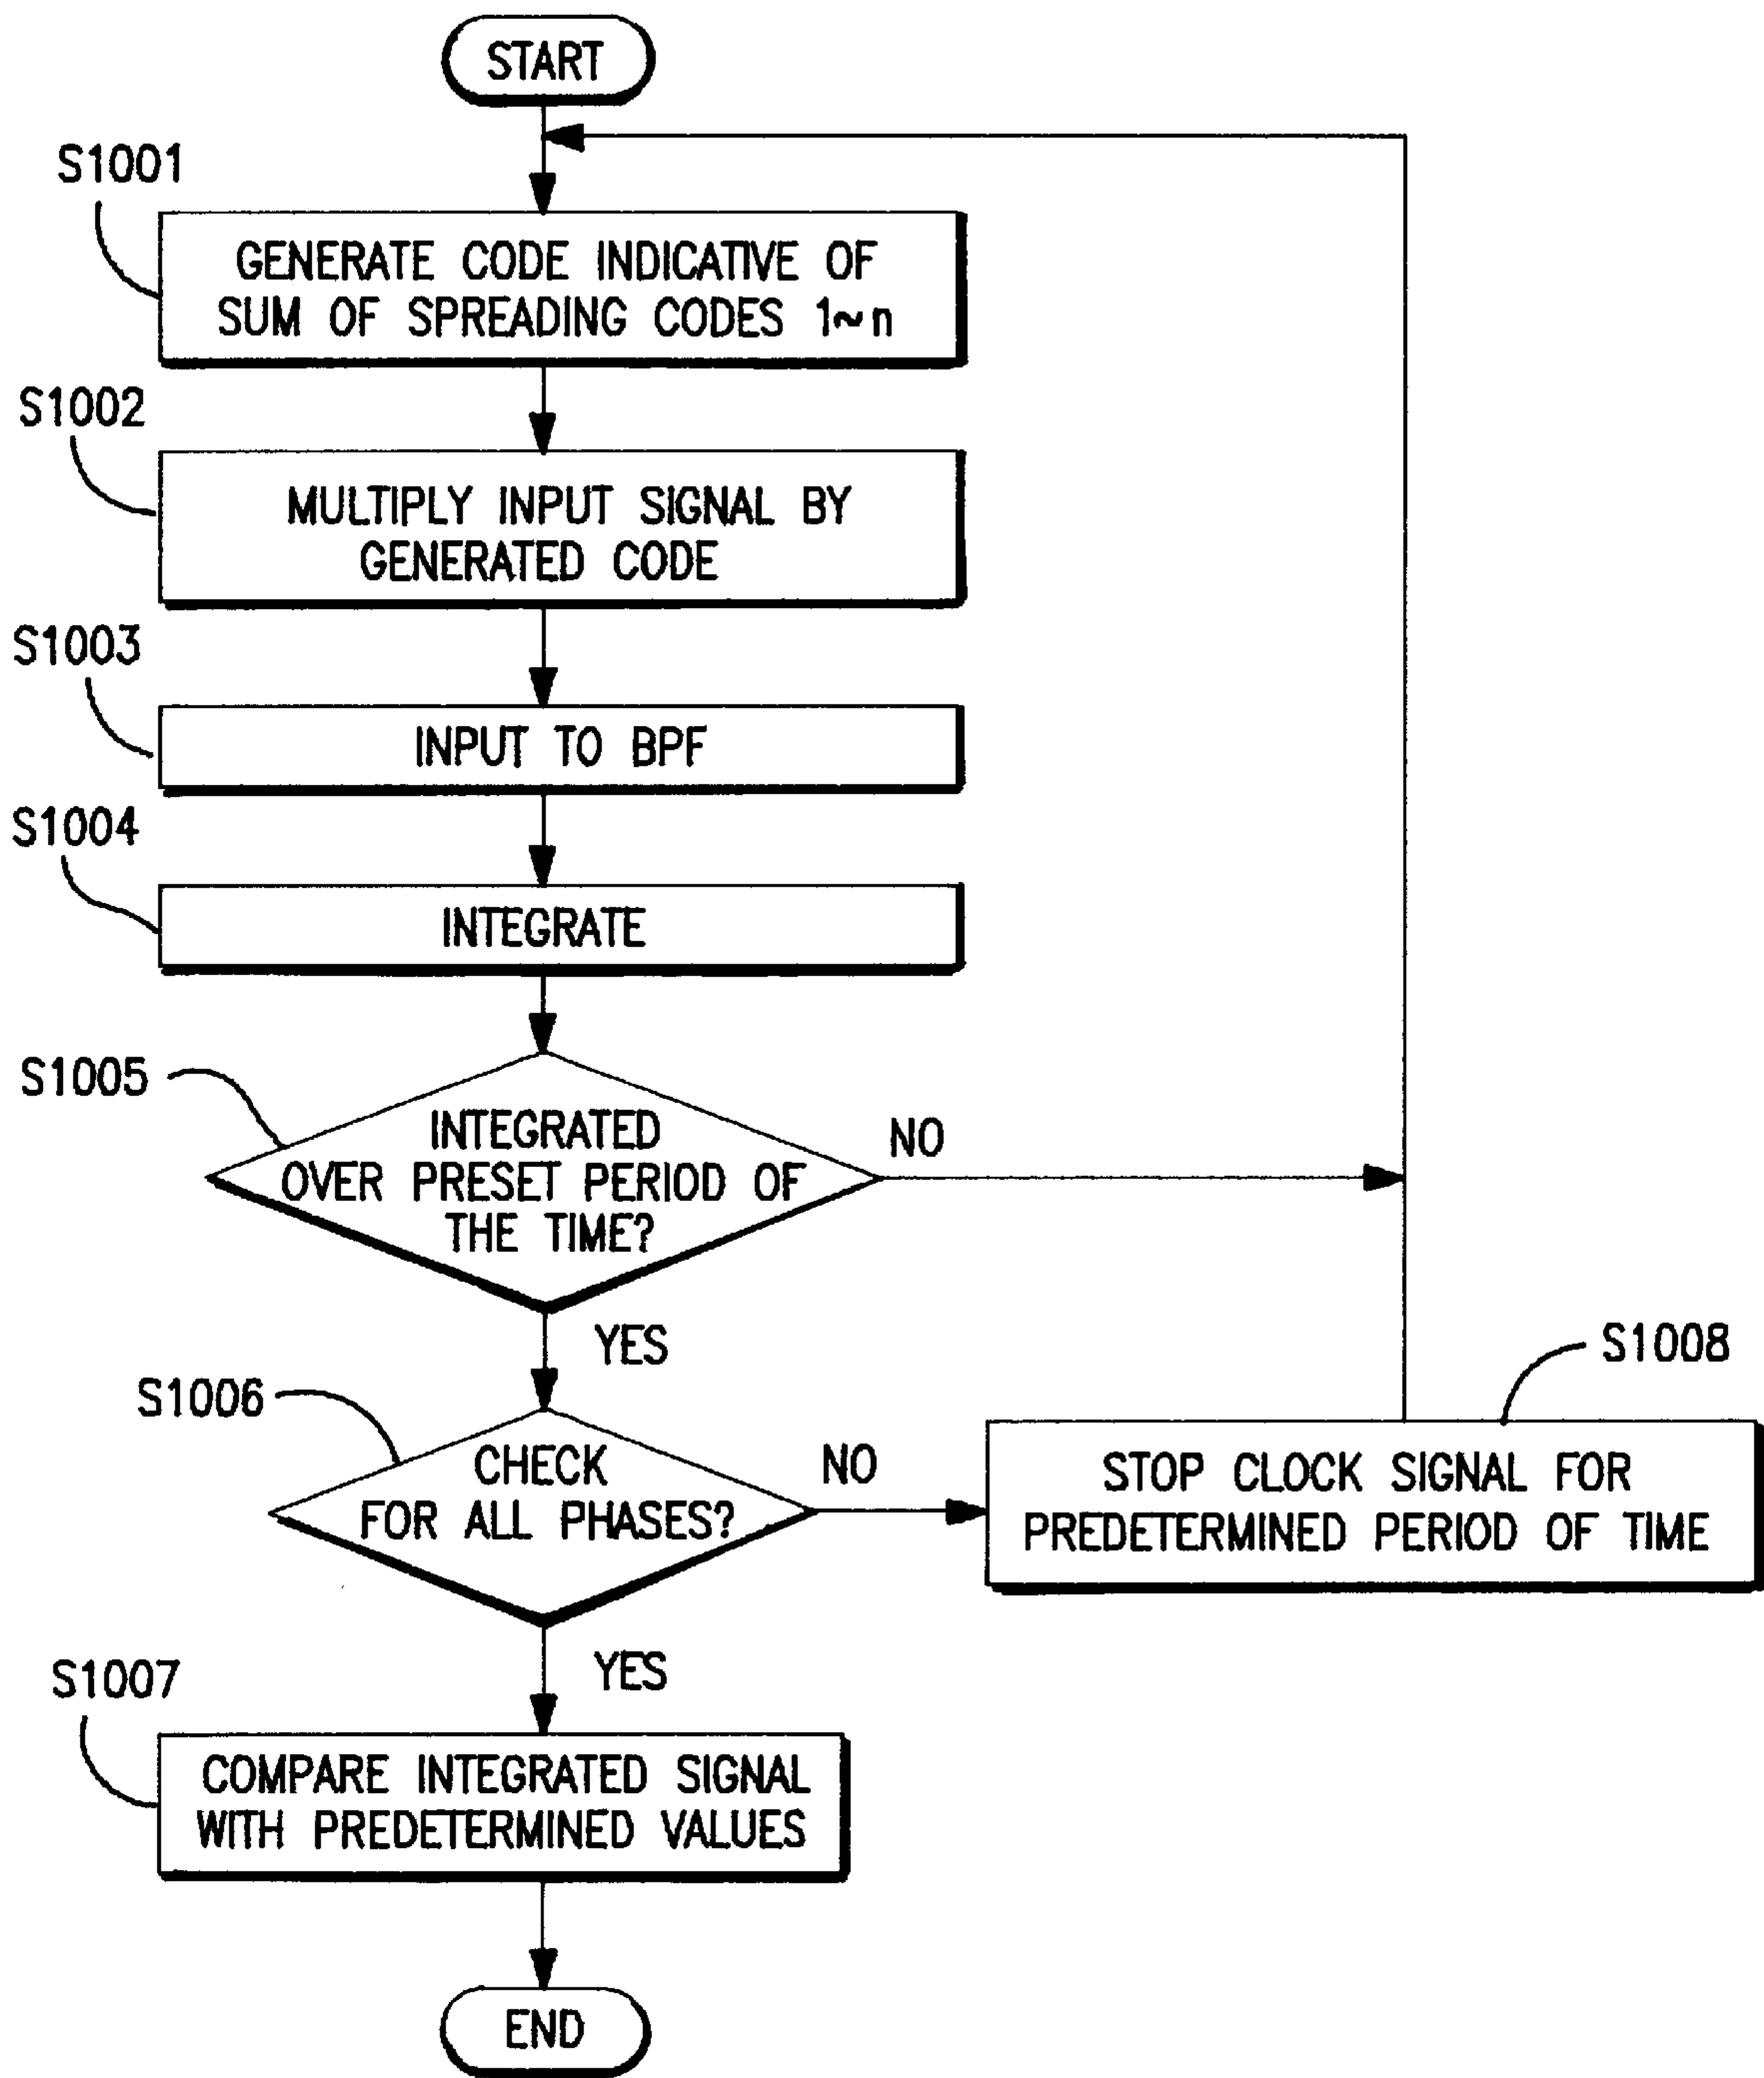 START
S1001
GENERATE CODE INDICATIVE OF
SUM OF SPREADING CODES 1~n
S1002
MULTIPLY INPUT SIGNAL BY
GENERATED CODE
S1003
INPUT TO BPF
S1004
INTEGRATE
S1005
INTEGRATED
OVER PRESET PERIOD OF
THE TIME?
NO
YES
S1006
CHECK
FOR ALL PHASES?
NO
S1008
STOP CLOCK SIGNAL FOR
PREDETERMINED PERIOD OF TIME
YES
S1007
COMPARE INTEGRATED SIGNAL
WITH PREDETERMINED VALUES
END